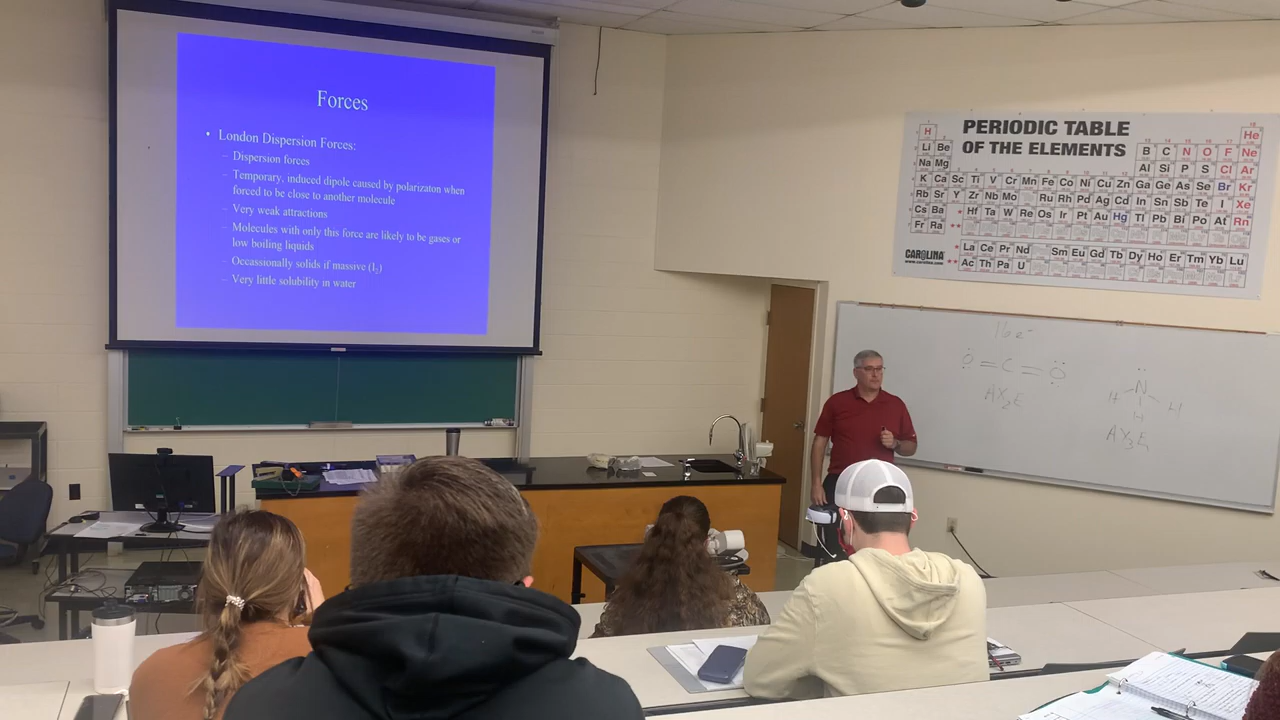 Forces
• London Dispersion Forces:
– Dispersion forces
– Temporary, induced dipole caused by polarizaton when
forced to be close to another molecule
– Very weak attractions
– Molecules with only this force are likely to be gases or
low boiling liquids
– Occassionally solids if massive (I₂)
– Very little solubility in water
PERIODIC TABLE
OF THE ELEMENTS
H He
Li Be B C N O F Ne
Na Mg Al Si P S Cl Ar
K Ca Sc Ti V Cr Mn Fe Co Ni Cu Zn Ga Ge As Se Br Kr
Rb Sr Y Zr Nb Mo Ru Rh Pd Ag Cd In Sn Sb Te I Xe
Cs Ba Hf Ta W Re Os Ir Pt Au Hg Tl Pb Bi Po At Rn
Fr Ra
La Ce Pr Nd Sm Eu Gd Tb Dy Ho Er Tm Yb Lu
Ac Th Pa U
CAROLINA
www.carolina.com
16 e⁻
O = C = O
AX₂E
N
H H
H
AX₃E